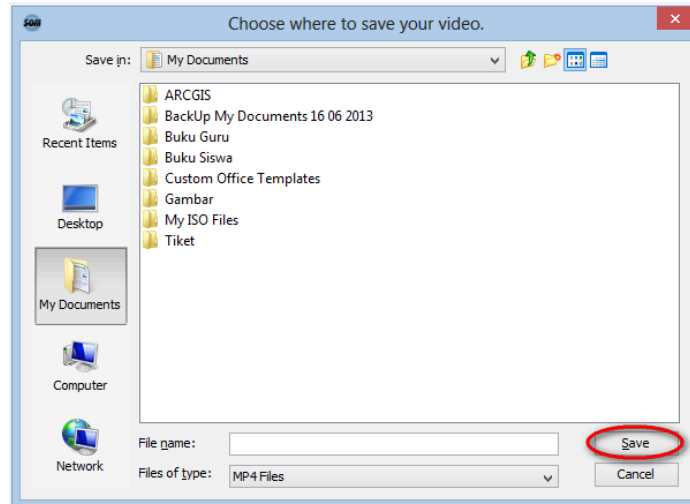 SOM
Choose where to save your video.
Save in:
My Documents
Recent Items
Desktop
My Documents
Computer
Network
ARCGIS
BackUp My Documents 16 06 2013
Buku Guru
Buku Siswa
Custom Office Templates
Gambar
My ISO Files
Tiket
File name:
Save
Files of type:
MP4 Files
Cancel